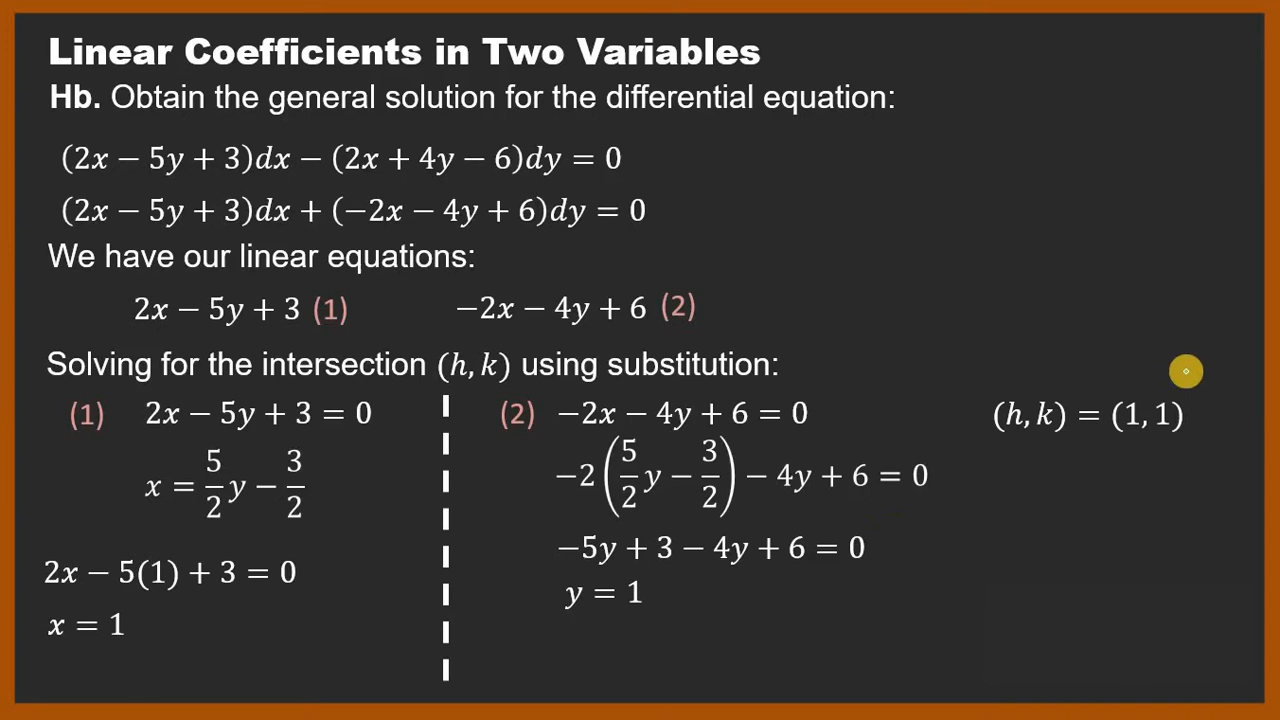 Linear Coefficients in Two Variables
Hb. Obtain the general solution for the differential equation:
(2x − 5y + 3)dx − (2x + 4y − 6)dy = 0
(2x − 5y + 3)dx + (−2x − 4y + 6)dy = 0
We have our linear equations:
2x − 5y + 3 (1) −2x − 4y + 6 (2)
Solving for the intersection (h, k) using substitution:
(1) 2x − 5y + 3 = 0
x = 5/2 y − 3/2
2x − 5(1) + 3 = 0
x = 1
(2) −2x − 4y + 6 = 0
−2(5/2 y − 3/2) − 4y + 6 = 0
−5y + 3 − 4y + 6 = 0
y = 1
(h, k) = (1, 1)